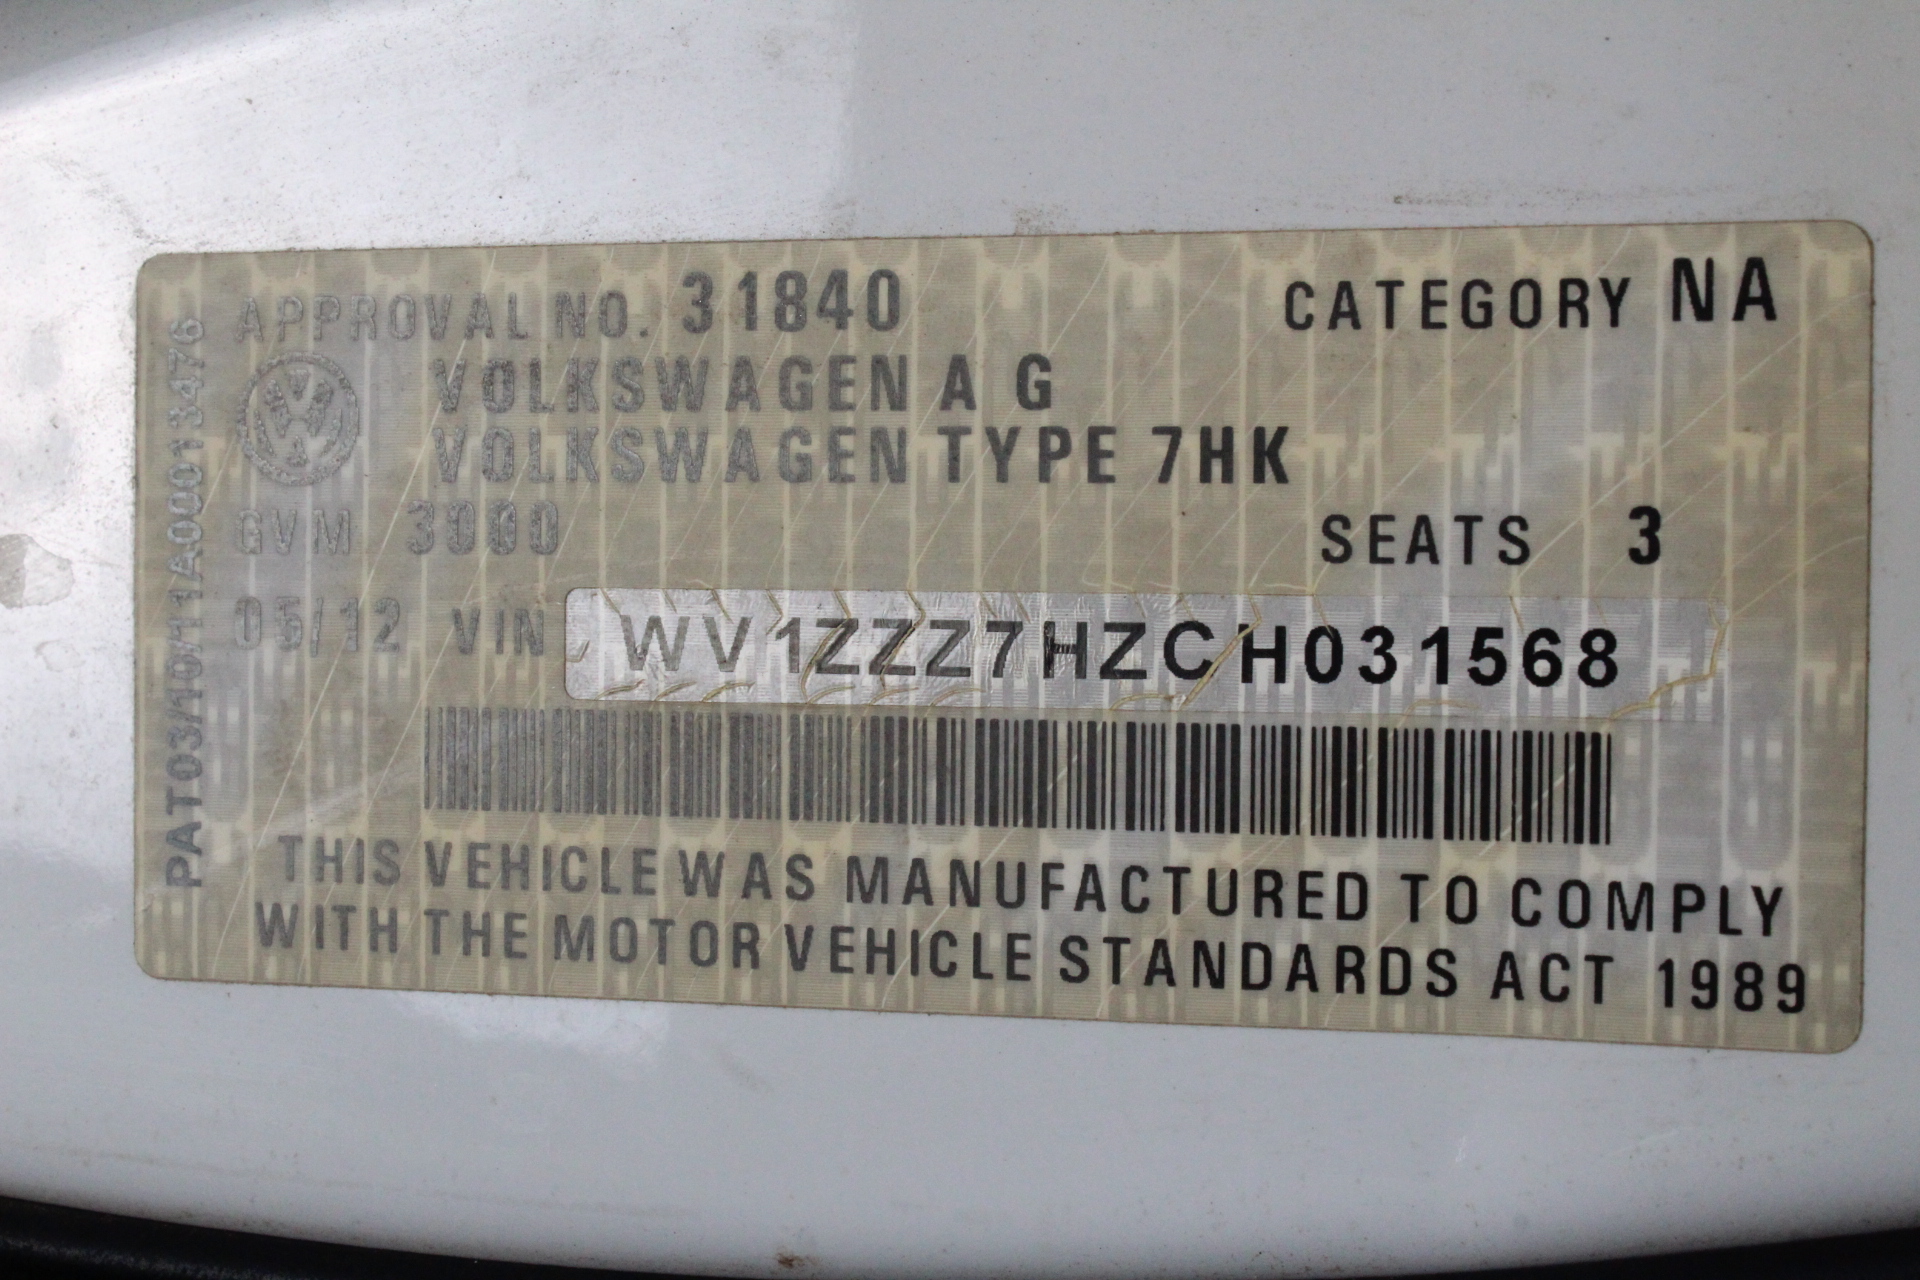 APPROVAL NO. 31840 CATEGORY NA
VOLKSWAGEN A G
VOLKSWAGEN TYPE 7HK
GVM 3000 SEATS 3
05/12 VIN WV1ZZZ7HZCH031568
THIS VEHICLE WAS MANUFACTURED TO COMPLY
WITH THE MOTOR VEHICLE STANDARDS ACT 1989
PAT03/10/11A00013476